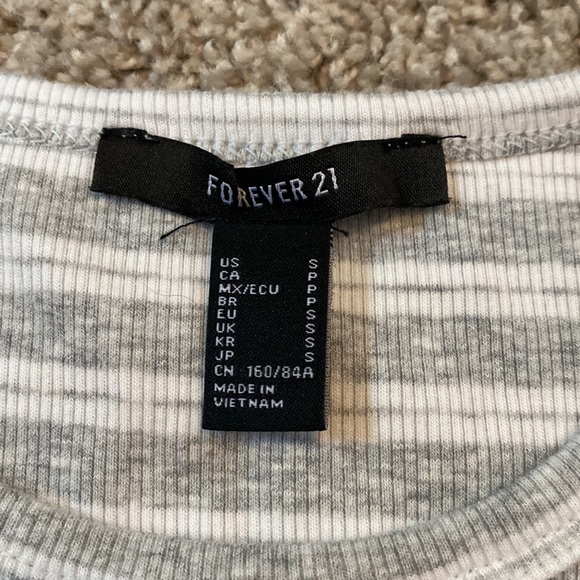 FOREVER 21
US S
CA P
MX/ECU P
BR P
EU S
UK S
KR S
JP S
CN 160/84A
MADE IN
VIETNAM